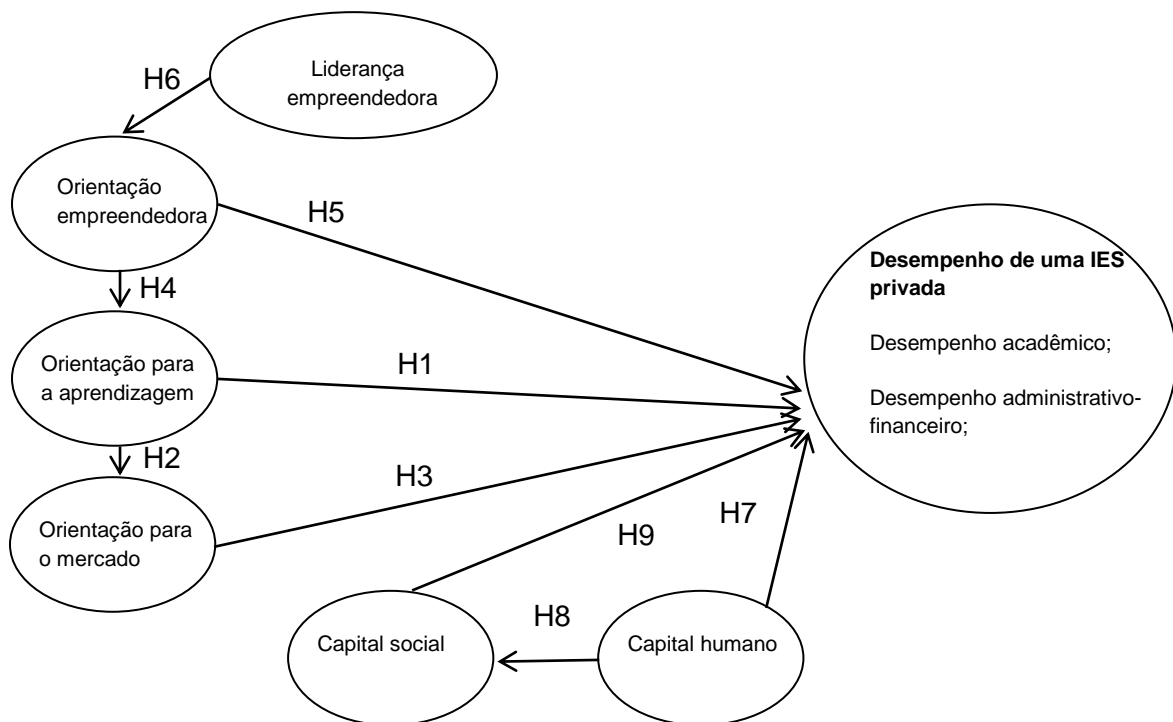 Liderança
empreendedora
H6
Orientação
empreendedora
H5
H4
Desempenho de uma IES
privada
Desempenho acadêmico;
Desempenho administrativo-
financeiro;
Orientação para
a aprendizagem
H1
H2
H3
Orientação para
o mercado
H7
H9
H8
Capital social
Capital humano